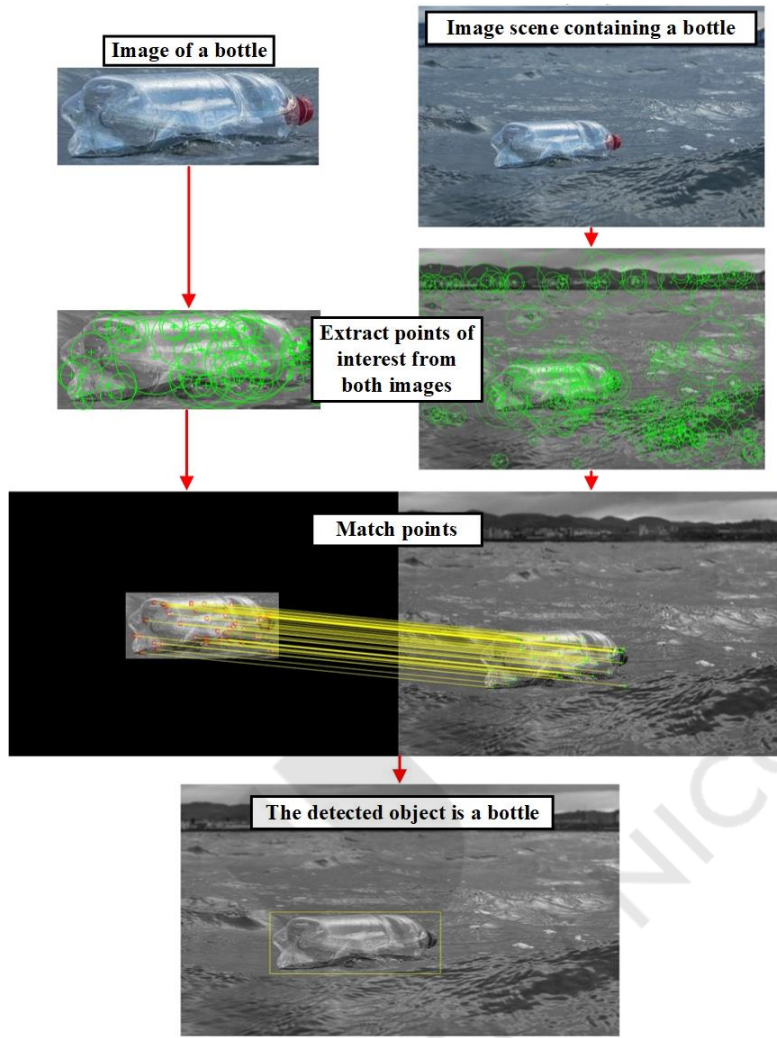 Image of a bottle
Image scene containing a bottle
Extract points of
interest from
both images
Match points
The detected object is a bottle